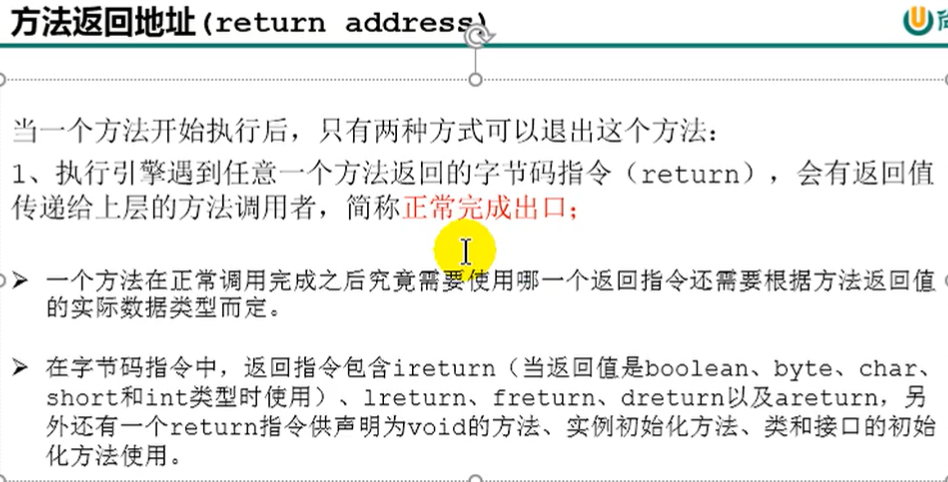 方法返回地址(return address)
当一个方法开始执行后，只有两种方式可以退出这个方法：
1、执行引擎遇到任意一个方法返回的字节码指令（return），会有返回值
传递给上层的方法调用者，简称正常完成出口；
➢ 一个方法在正常调用完成之后究竟需要使用哪一个返回指令还需要根据方法返回值
的实际数据类型而定。
➢ 在字节码指令中，返回指令包含ireturn（当返回值是boolean、byte、char、
short和int类型时使用）、lreturn、freturn、dreturn以及areturn，另
外还有一个return指令供声明为void的方法、实例初始化方法、类和接口的初始
化方法使用。